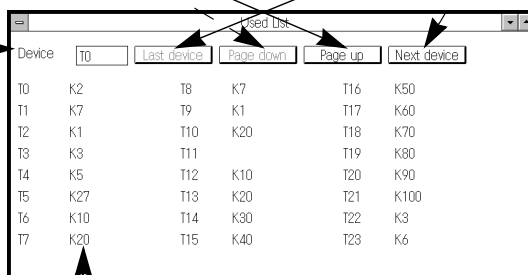 Used List
Device T0 Last device Page down Page up Next device
T0 K2 T8 K7 T16 K50
T1 K7 T9 K1 T17 K60
T2 K1 T10 K20 T18 K70
T3 K3 T11 T19 K80
T4 K5 T12 K10 T20 K90
T5 K27 T13 K20 T21 K100
T6 K10 T14 K30 T22 K3
T7 K20 T15 K40 T23 K6